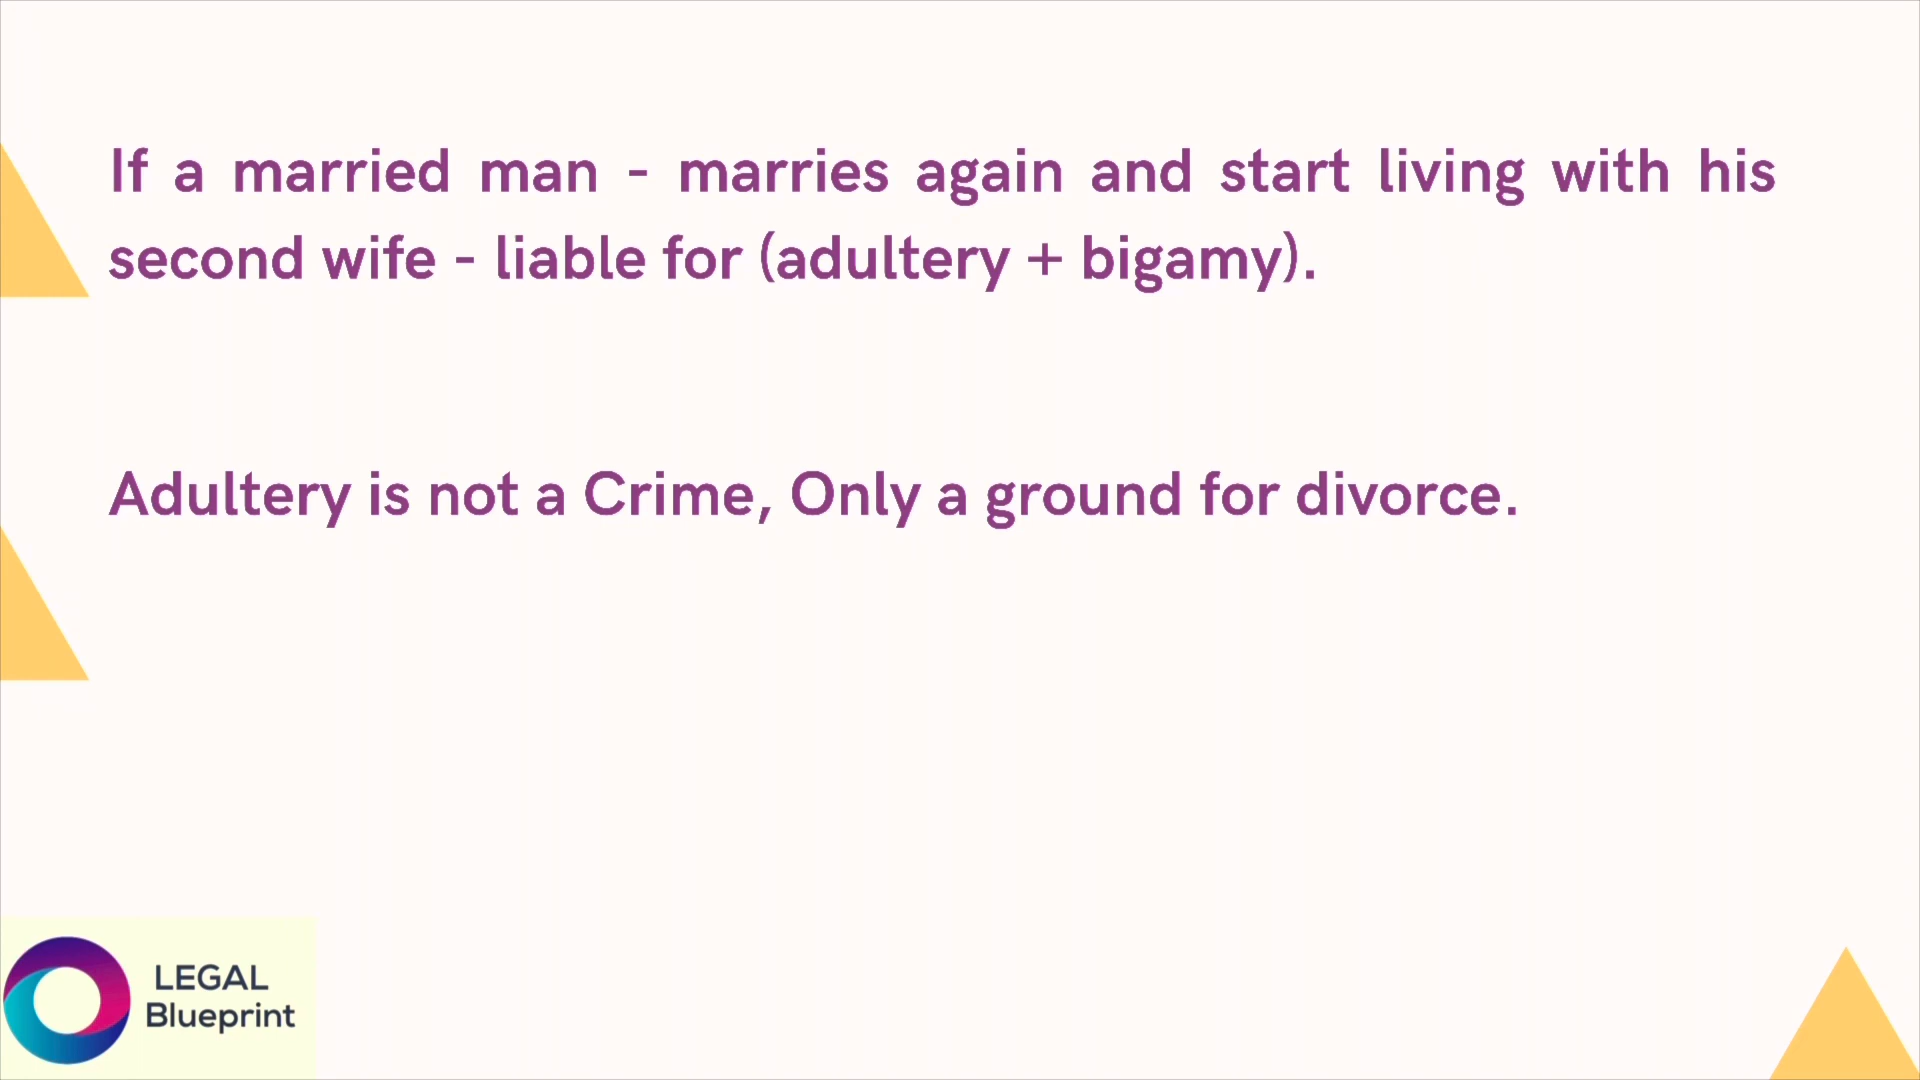 If a married man - marries again and start living with his
second wife - liable for (adultery + bigamy).
Adultery is not a Crime, Only a ground for divorce.
LEGAL
Blueprint